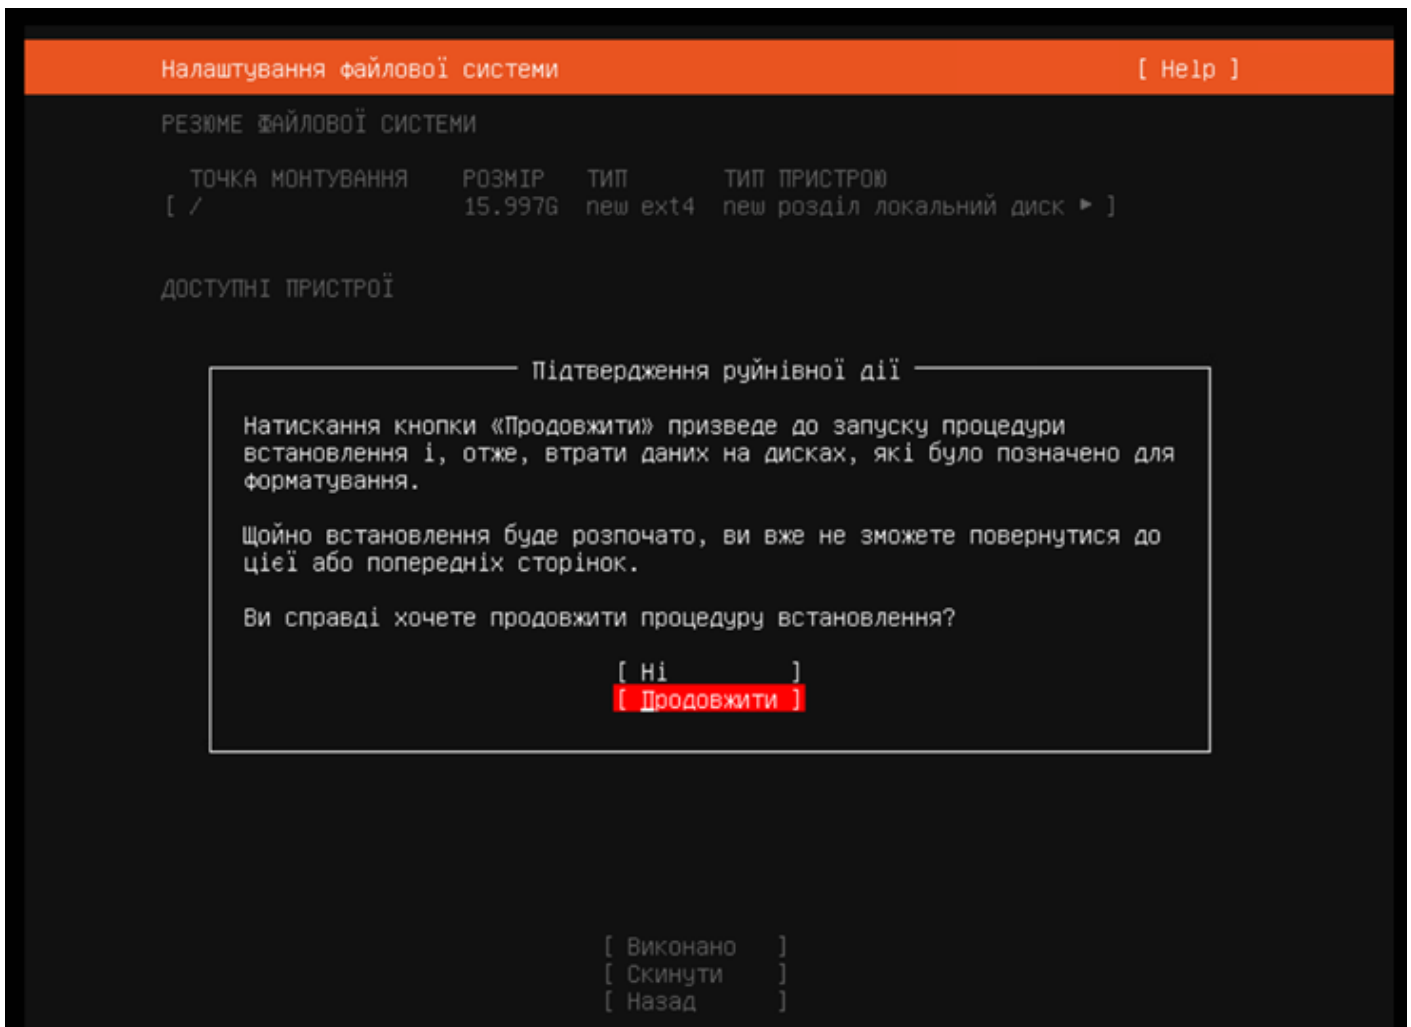 Налаштування файлової системи [ Help ]
РЕЗЮМЕ ФАЙЛОВОЇ СИСТЕМИ
ТОЧКА МОНТУВАННЯ РОЗМІР ТИП ТИП ПРИСТРОЮ
[ / 15.997G new ext4 new розділ локальний диск ▸ ]
ДОСТУПНІ ПРИСТРОЇ
Підтвердження руйнівної дії
Натискання кнопки «Продовжити» призведе до запуску процедури
встановлення і, отже, втрати даних на дисках, які було позначено для
форматування.
Щойно встановлення буде розпочато, ви вже не зможете повернутися до
цієї або попередніх сторінок.
Ви справді хочете продовжити процедуру встановлення?
[ Ні ]
[ Продовжити ]
[ Виконано ]
[ Скинути ]
[ Назад ]